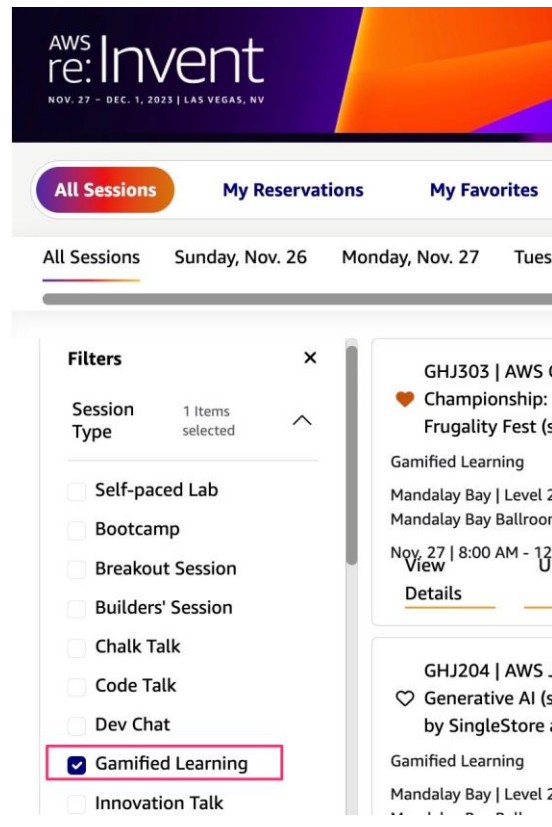 AWS
re:Invent
NOV. 27 – DEC. 1, 2023 | LAS VEGAS, NV
All Sessions My Reservations My Favorites
All Sessions Sunday, Nov. 26 Monday, Nov. 27 Tues
Filters ×
Session Type 1 Items selected
Self-paced Lab
Bootcamp
Breakout Session
Builders' Session
Chalk Talk
Code Talk
Dev Chat
Gamified Learning
Innovation Talk
GHJ303 | AWS
Championship:
Frugality Fest (s
Gamified Learning
Mandalay Bay | Level 2
Mandalay Bay Ballroo
Nov. 27 | 8:00 AM - 12
View U
Details
GHJ204 | AWS J
Generative AI (s
by SingleStore a
Gamified Learning
Mandalay Bay | Level 2